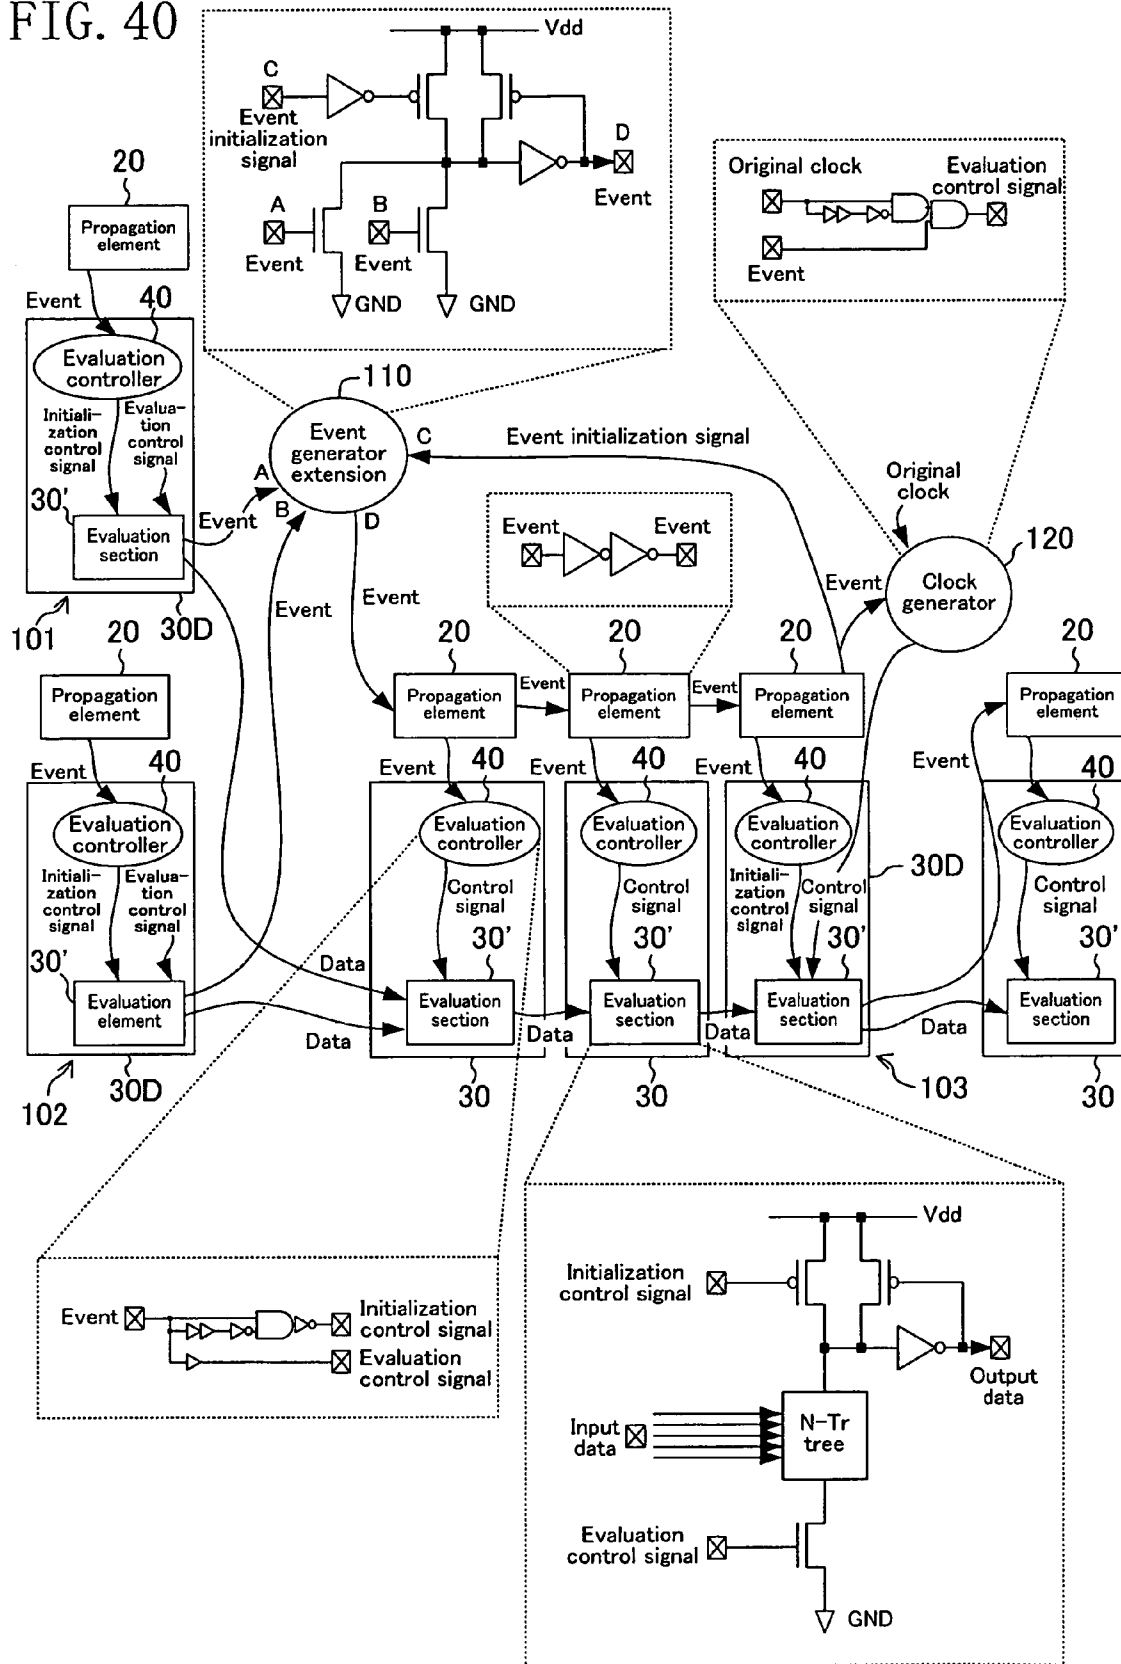 FIG. 40
Vdd
C
Event
initialization
signal
D
Event
A
Event
B
Event
GND
GND
Original clock
Evaluation
control signal
Event
20
Propagation
element
Event
40
Evaluation
controller
Initiali-
zation
control
signal
Evalua-
tion
control
signal
30'
Evaluation
section
101
30D
110
Event
generator
extension
A
B
C
D
Event
Event
Event
Event initialization signal
Original
clock
120
Clock
generator
Event
Event
Event
20
Propagation
element
Event
40
Evaluation
controller
Initiali-
zation
control
signal
Evalua-
tion
control
signal
30'
Evaluation
element
102
30D
Data
Data
20
Propagation
element
Event
20
Propagation
element
Event
20
Propagation
element
20
Propagation
element
Event
40
Evaluation
controller
Control
signal
30'
Evaluation
section
Data
30
Event
40
Evaluation
controller
Control
signal
30'
Evaluation
section
Data
30
Event
40
Evaluation
controller
Initiali-
zation
control
signal
Control
signal
30'
Evaluation
section
30D
103
Event
Data
40
Evaluation
controller
Control
signal
30'
Evaluation
section
30
Event
Initialization
control signal
Evaluation
control signal
Vdd
Initialization
control signal
Output
data
Input
data
N-Tr
tree
Evaluation
control signal
GND